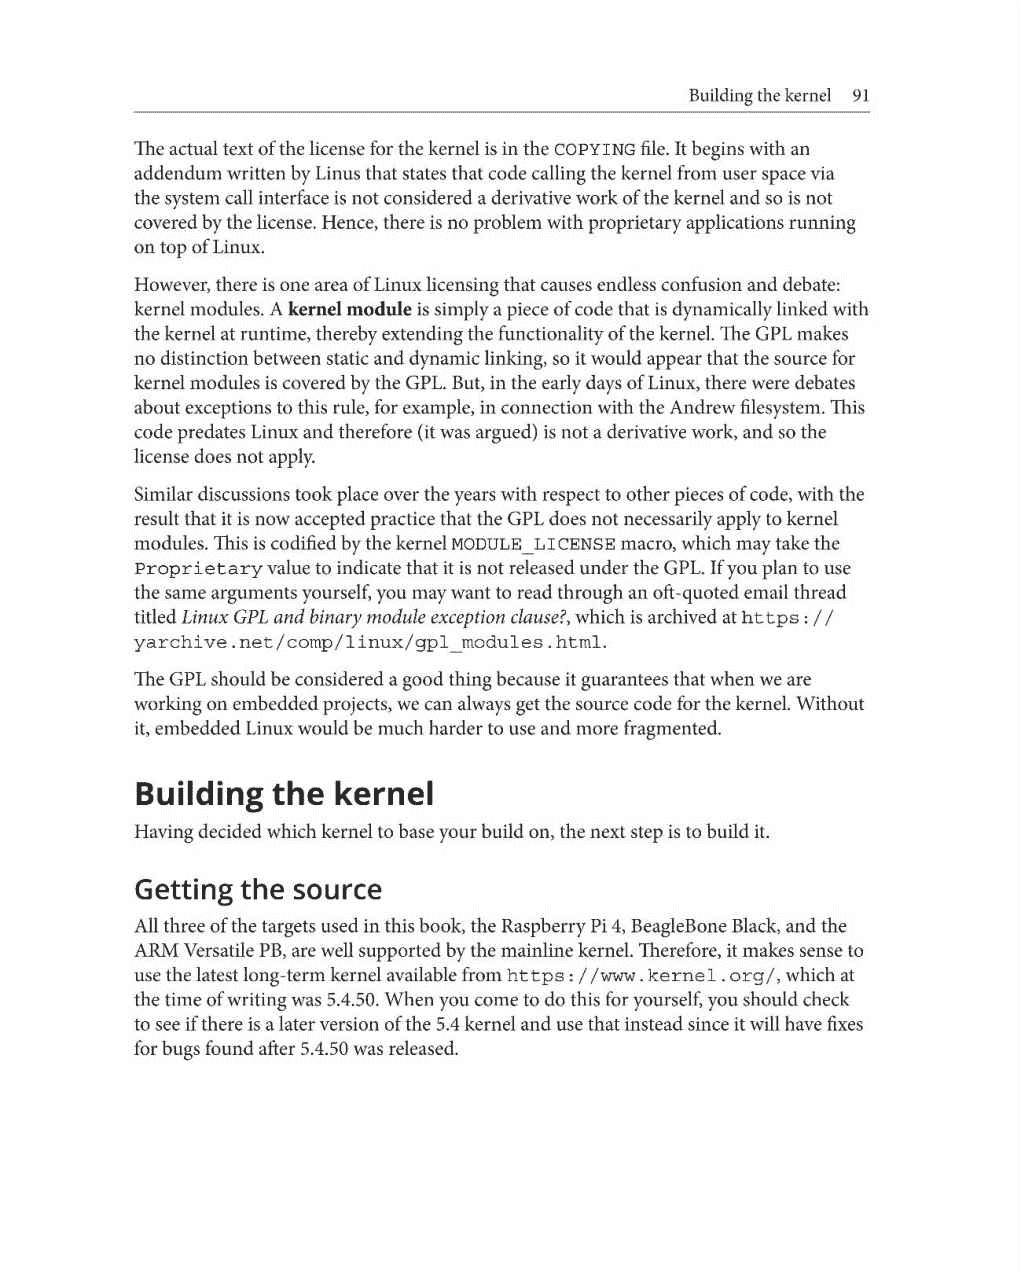 Building the kernel 91
The actual text of the license for the kernel is in the COPYING file. It begins with an
addendum written by Linus that states that code calling the kernel from user space via
the system call interface is not considered a derivative work of the kernel and so is not
covered by the license. Hence, there is no problem with proprietary applications running
on top of Linux.
However, there is one area of Linux licensing that causes endless confusion and debate:
kernel modules. A kernel module is simply a piece of code that is dynamically linked with
the kernel at runtime, thereby extending the functionality of the kernel. The GPL makes
no distinction between static and dynamic linking, so it would appear that the source for
kernel modules is covered by the GPL. But, in the early days of Linux, there were debates
about exceptions to this rule, for example, in connection with the Andrew filesystem. This
code predates Linux and therefore (it was argued) is not a derivative work, and so the
license does not apply.
Similar discussions took place over the years with respect to other pieces of code, with the
result that it is now accepted practice that the GPL does not necessarily apply to kernel
modules. This is codified by the kernel MODULE_LICENSE macro, which may take the
Proprietary value to indicate that it is not released under the GPL. If you plan to use
the same arguments yourself, you may want to read through an oft-quoted email thread
titled Linux GPL and binary module exception clause?, which is archived at https://
yarchive.net/comp/linux/gpl_modules.html.
The GPL should be considered a good thing because it guarantees that when we are
working on embedded projects, we can always get the source code for the kernel. Without
it, embedded Linux would be much harder to use and more fragmented.
Building the kernel
Having decided which kernel to base your build on, the next step is to build it.
Getting the source
All three of the targets used in this book, the Raspberry Pi 4, BeagleBone Black, and the
ARM Versatile PB, are well supported by the mainline kernel. Therefore, it makes sense to
use the latest long-term kernel available from https://www.kernel.org/, which at
the time of writing was 5.4.50. When you come to do this for yourself, you should check
to see if there is a later version of the 5.4 kernel and use that instead since it will have fixes
for bugs found after 5.4.50 was released.